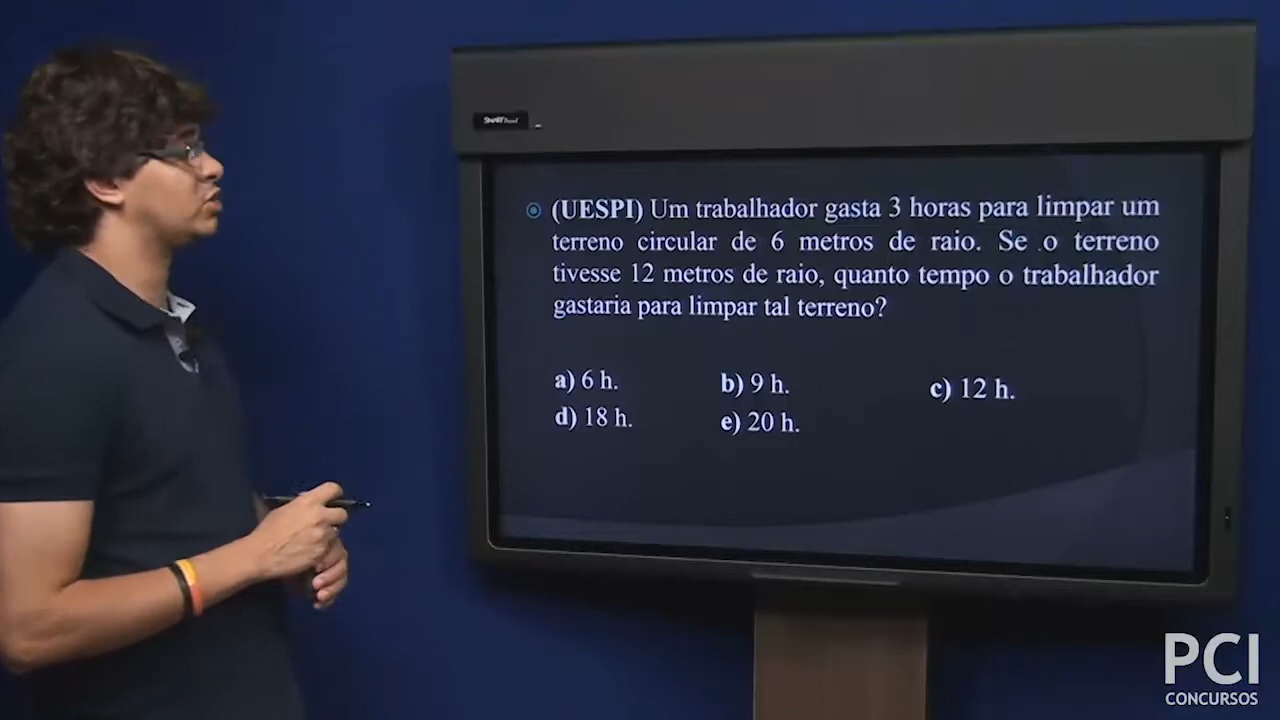 SMART Board
(UESPI) Um trabalhador gasta 3 horas para limpar um
terreno circular de 6 metros de raio. Se o terreno
tivesse 12 metros de raio, quanto tempo o trabalhador
gastaria para limpar tal terreno?
a) 6 h. b) 9 h. c) 12 h.
d) 18 h. e) 20 h.
PCI
CONCURSOS